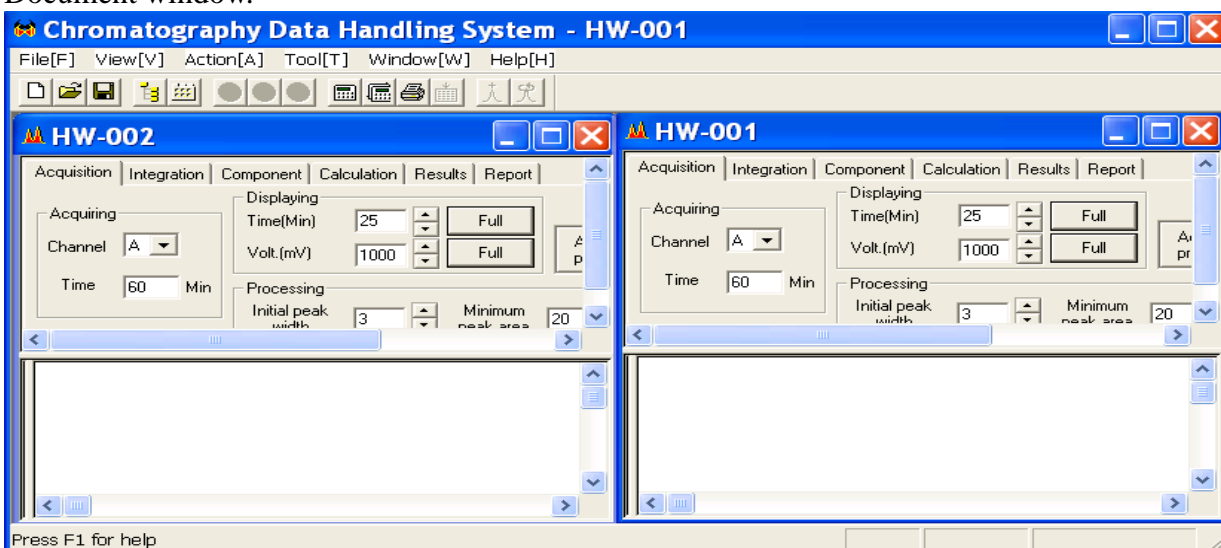 Document window.
Chromatography Data Handling System - HW-001
File[F] View[V] Action[A] Tool[T] Window[W] Help[H]
HW-002
Acquisition Integration Component Calculation Results Report
Acquiring
Channel A
Time 60 Min
Displaying
Time(Min) 25 Full
Volt.(mV) 1000 Full
Processing
Initial peak width 3 Minimum peak area 20
HW-001
Acquisition Integration Component Calculation Results Report
Acquiring
Channel A
Time 60 Min
Displaying
Time(Min) 25 Full
Volt.(mV) 1000 Full
Processing
Initial peak width 3 Minimum peak area 20
Press F1 for help